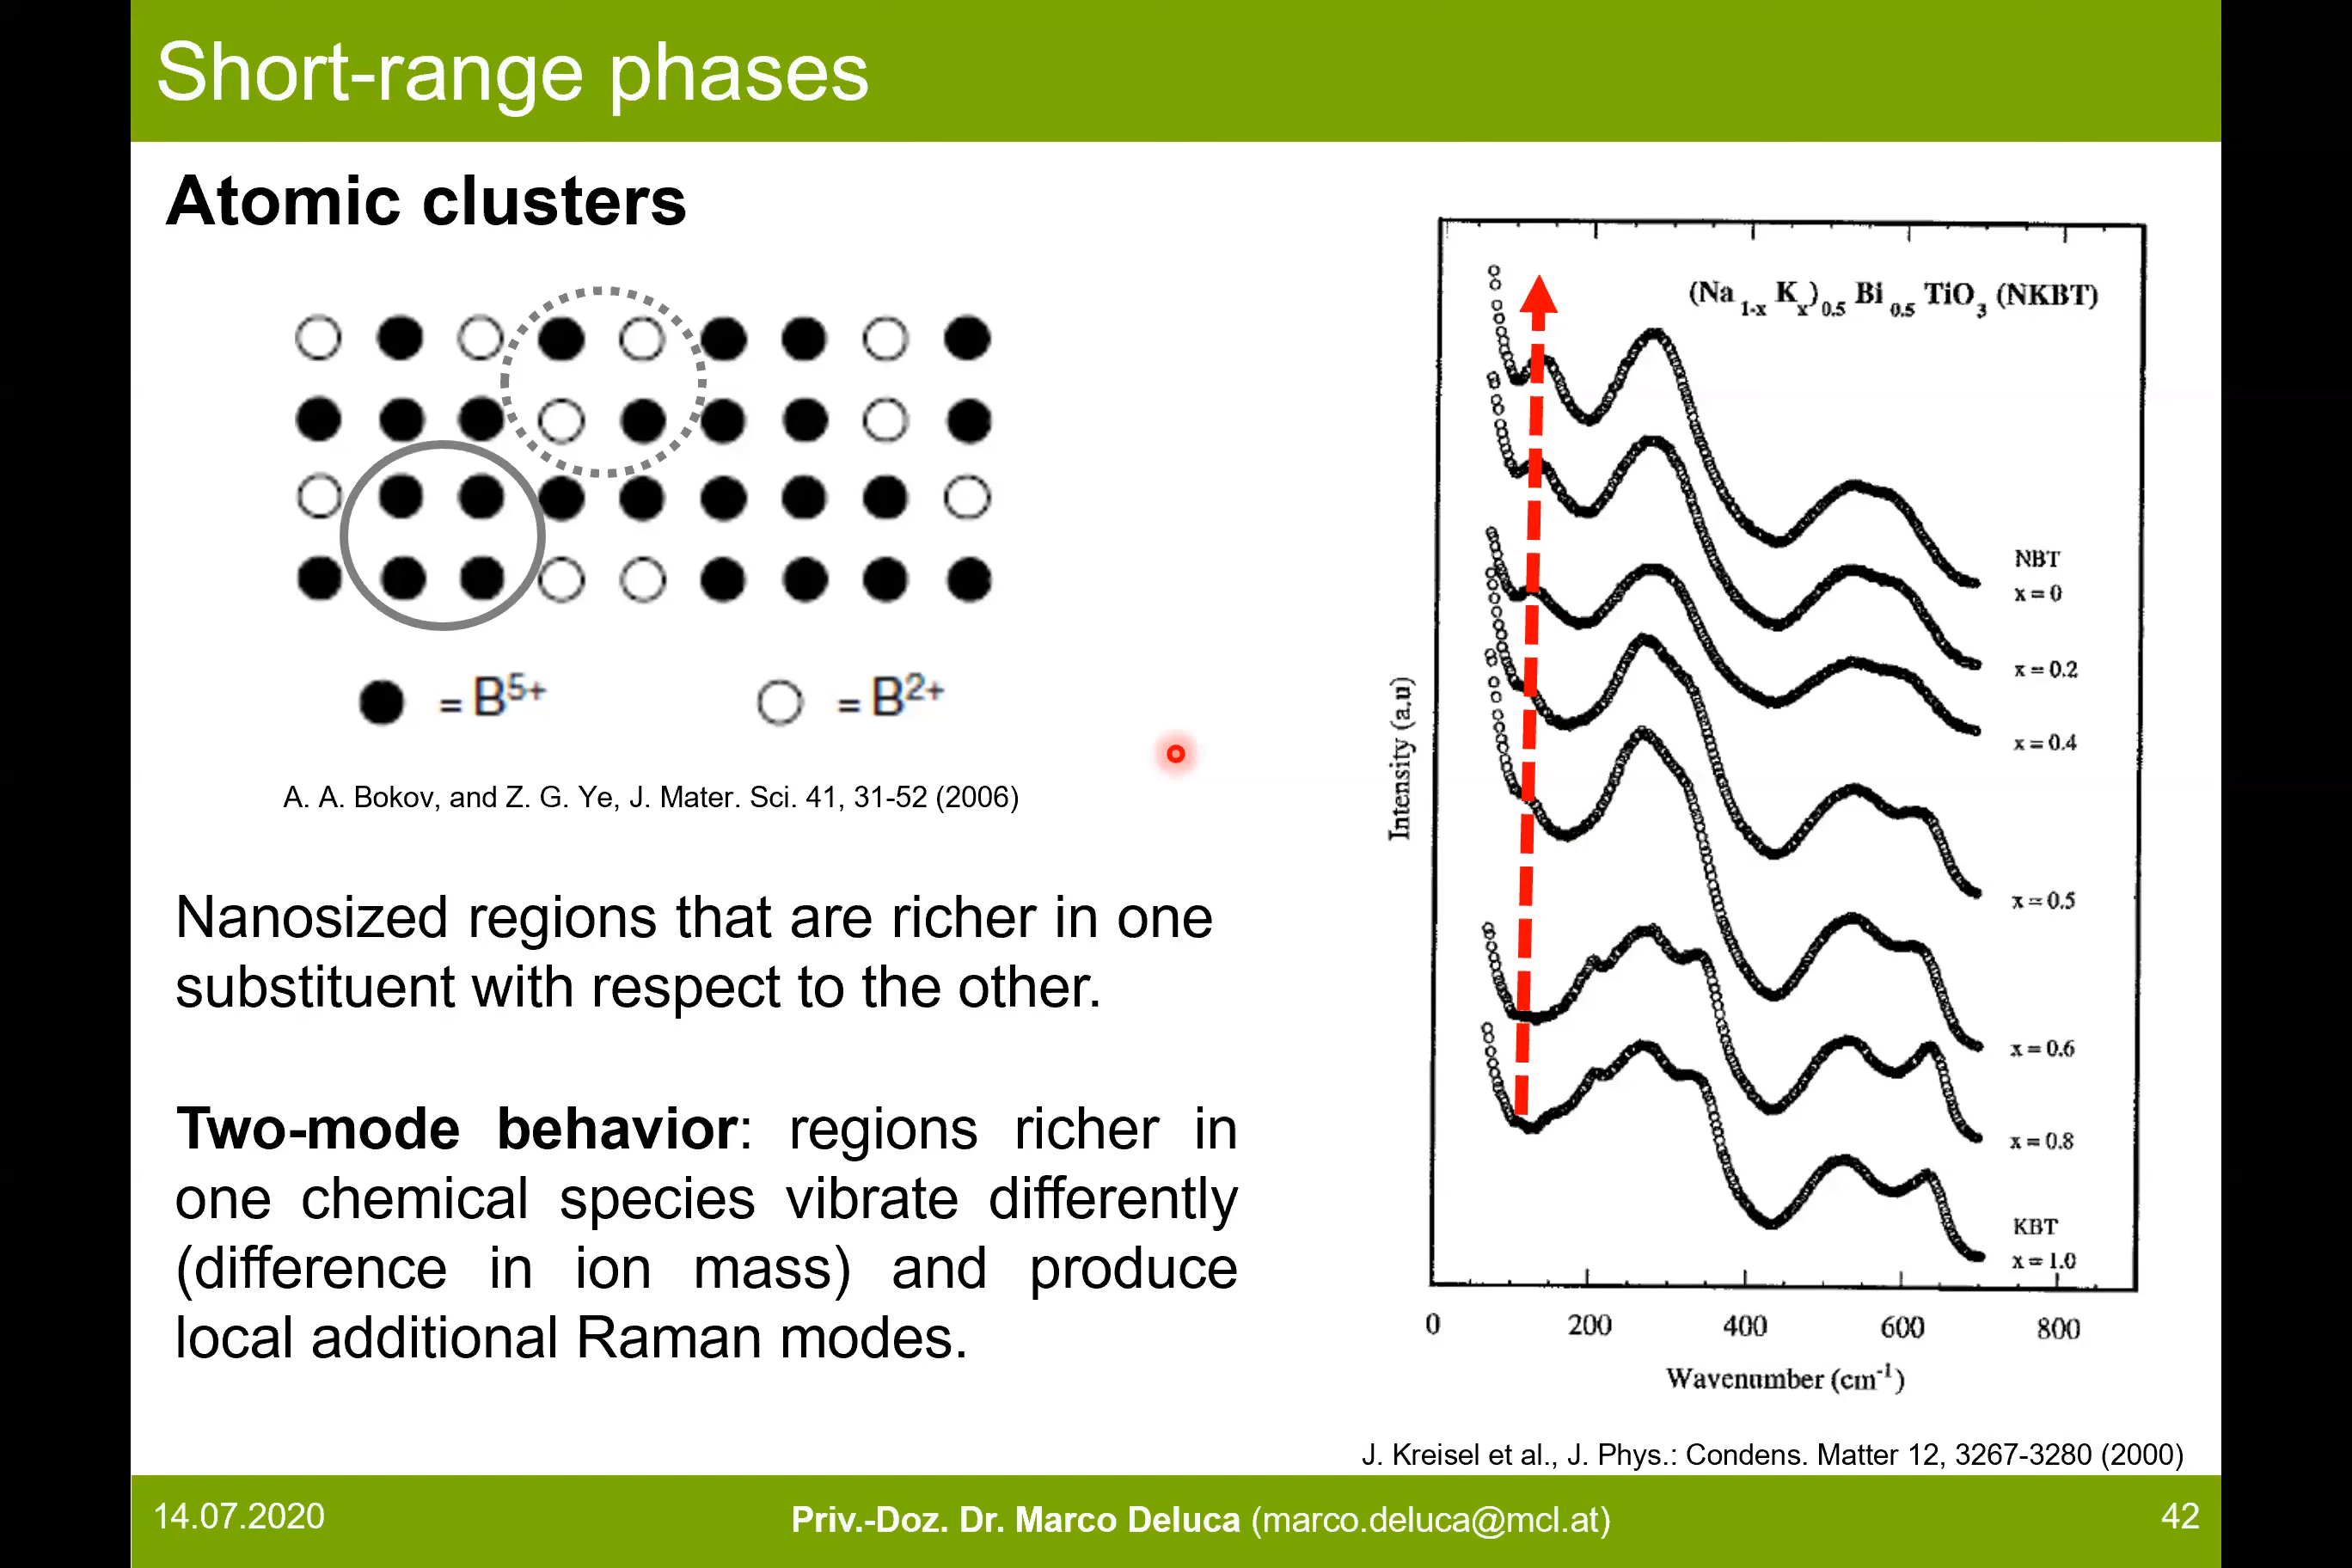 Short-range phases
Atomic clusters
= B5+
= B2+
A. A. Bokov, and Z. G. Ye, J. Mater. Sci. 41, 31-52 (2006)
Nanosized regions that are richer in one
substituent with respect to the other.
Two-mode behavior: regions richer in
one chemical species vibrate differently
(difference in ion mass) and produce
local additional Raman modes.
(Na1-x Kx)0.5 Bi0.5 TiO3 (NKBT)
NBT
x = 0
x = 0.2
x = 0.4
x = 0.5
x = 0.6
x = 0.8
KBT
x = 1.0
Intensity (a.u)
0 200 400 600 800
Wavenumber (cm-1)
J. Kreisel et al., J. Phys.: Condens. Matter 12, 3267-3280 (2000)
14.07.2020
Priv.-Doz. Dr. Marco Deluca (marco.deluca@mcl.at)
42